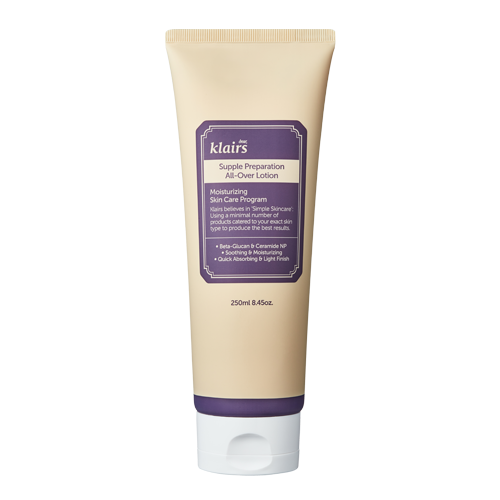 dear
klairs
Supple Preparation
All-Over Lotion
Moisturizing
Skin Care Program
Klairs believes in 'Simple Skincare':
Using a minimal number of
products catered to your exact skin
type to produce the best results.
• Beta-Glucan & Ceramide NP
• Soothing & Moisturizing
• Quick Absorbing & Light Finish
250ml 8.45oz.